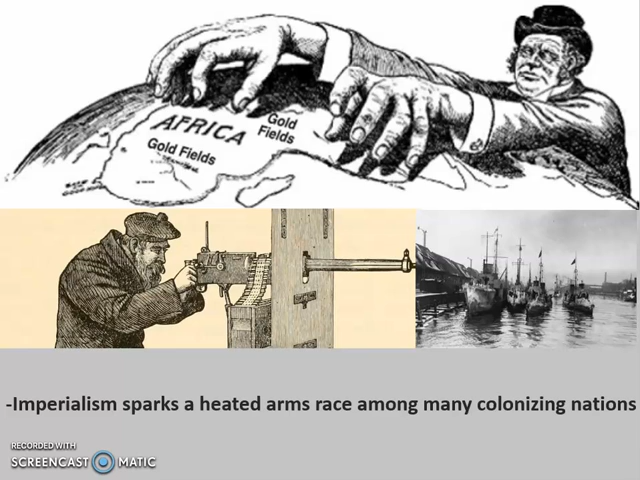 AFRICA
Gold Fields
Gold
Fields
-Imperialism sparks a heated arms race among many colonizing nations
RECORDED WITH
SCREENCAST MATIC